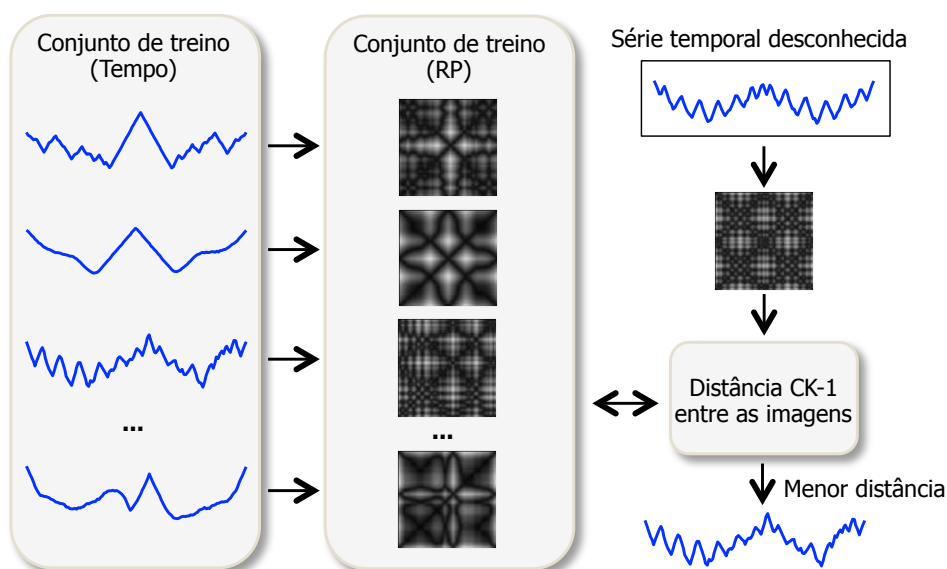 Conjunto de treino
(Tempo)
...
Conjunto de treino
(RP)
...
Série temporal desconhecida
Distância CK-1
entre as imagens
Menor distância